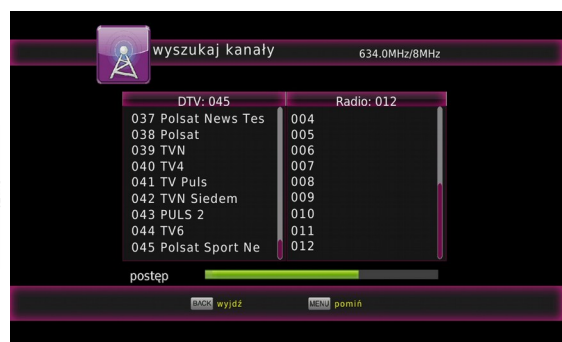 wyszukaj kanały
634.0MHz/8MHz
DTV: 045
Radio: 012
037 Polsat News Tes
038 Polsat
039 TVN
040 TV4
041 TV Puls
042 TVN Siedem
043 PULS 2
044 TV6
045 Polsat Sport Ne
004
005
006
007
008
009
010
011
012
postęp
BACK wyjdź
MENU pomiń